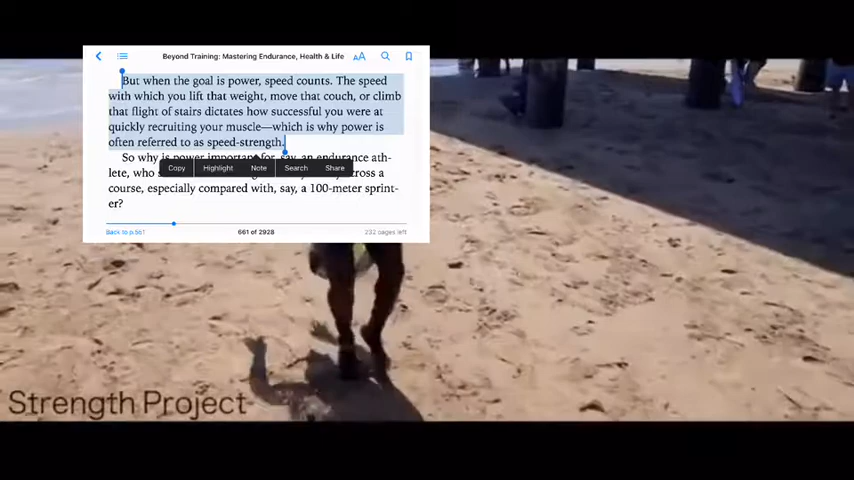 Beyond Training: Mastering Endurance, Health & Life
AA
But when the goal is power, speed counts. The speed
with which you lift that weight, move that couch, or climb
that flight of stairs dictates how successful you were at
quickly recruiting your muscle—which is why power is
often referred to as speed-strength.
So why is power important for, say, an endurance ath-
Copy Highlight Note Search Share
lete, who s cross a
course, especially compared with, say, a 100-meter sprint-
er?
Back to p.561 661 of 2928 232 pages left
Strength Project